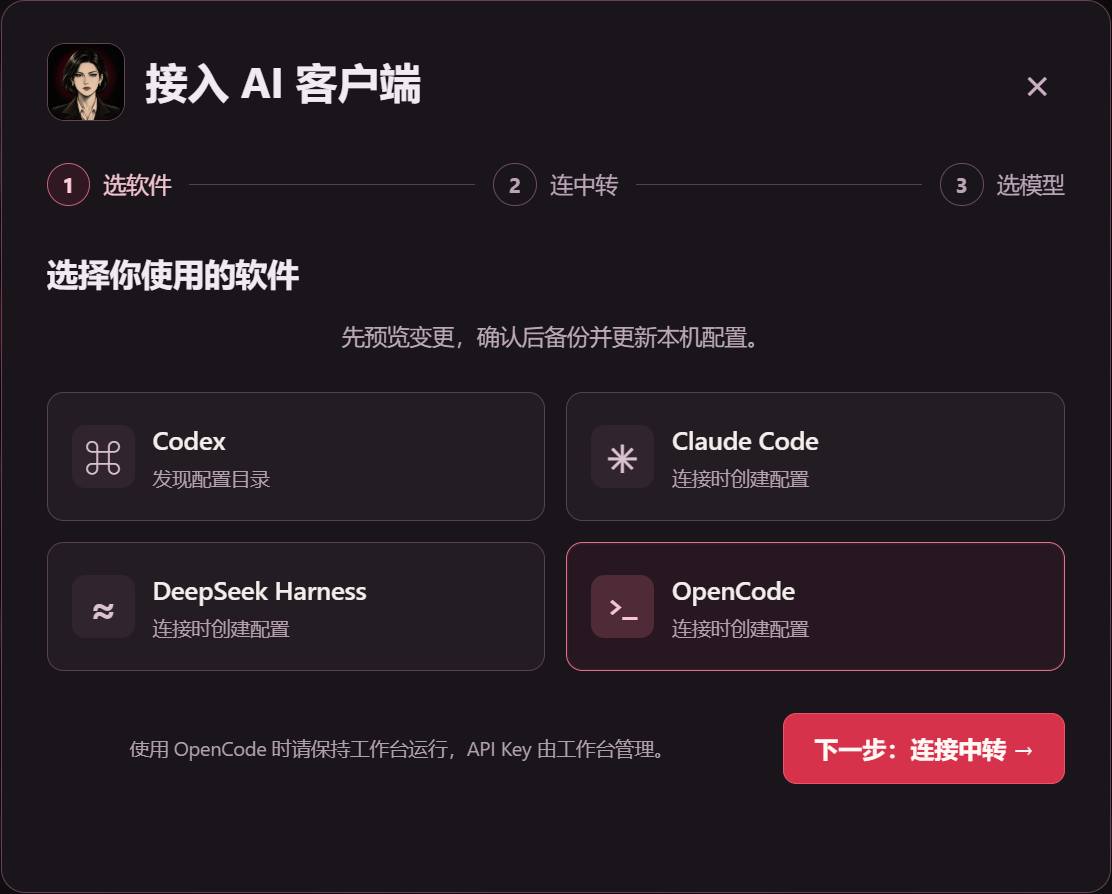 接入 AI 客户端
1 选软件
2 连中转
3 选模型
选择你使用的软件
先预览变更，确认后备份并更新本机配置。
Codex
发现配置目录
Claude Code
连接时创建配置
DeepSeek Harness
连接时创建配置
OpenCode
连接时创建配置
使用 OpenCode 时请保持工作台运行，API Key 由工作台管理。
下一步：连接中转 →